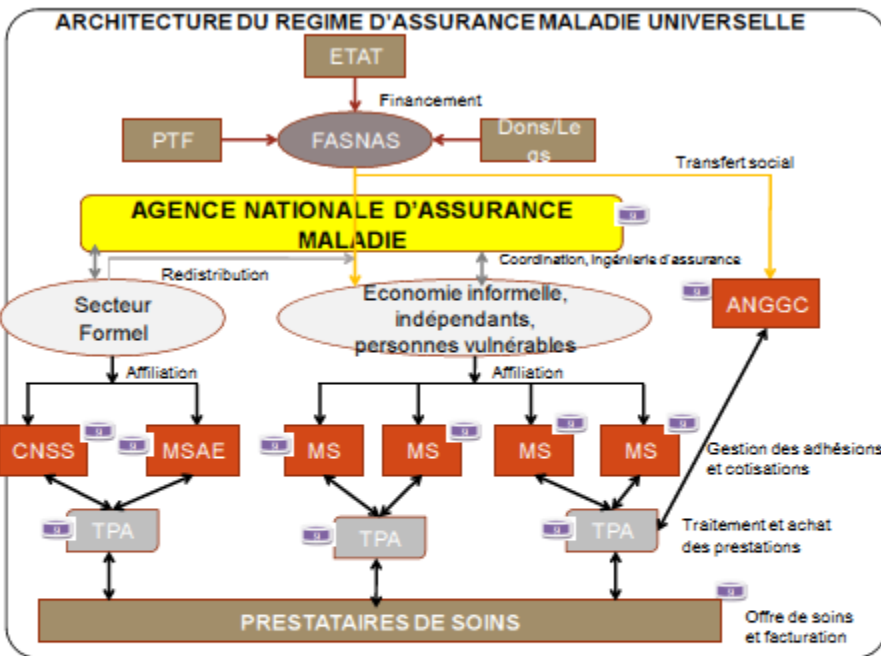 ARCHITECTURE DU REGIME D'ASSURANCE MALADIE UNIVERSELLE
ETAT
Financement
PTF
FASNAS
Dons/Le
gs
Transfert social
AGENCE NATIONALE D'ASSURANCE
MALADIE
Redistribution
Coordination, ingénierie d'assurance
Secteur
Formel
Economie informelle,
indépendants,
personnes vulnérables
ANGGC
Affiliation
Affiliation
CNSS
MSAE
MS
MS
MS
MS
Gestion des adhésions
et cotisations
TPA
TPA
TPA
Traitement et achat
des prestations
PRESTATAIRES DE SOINS
Offre de soins
et facturation